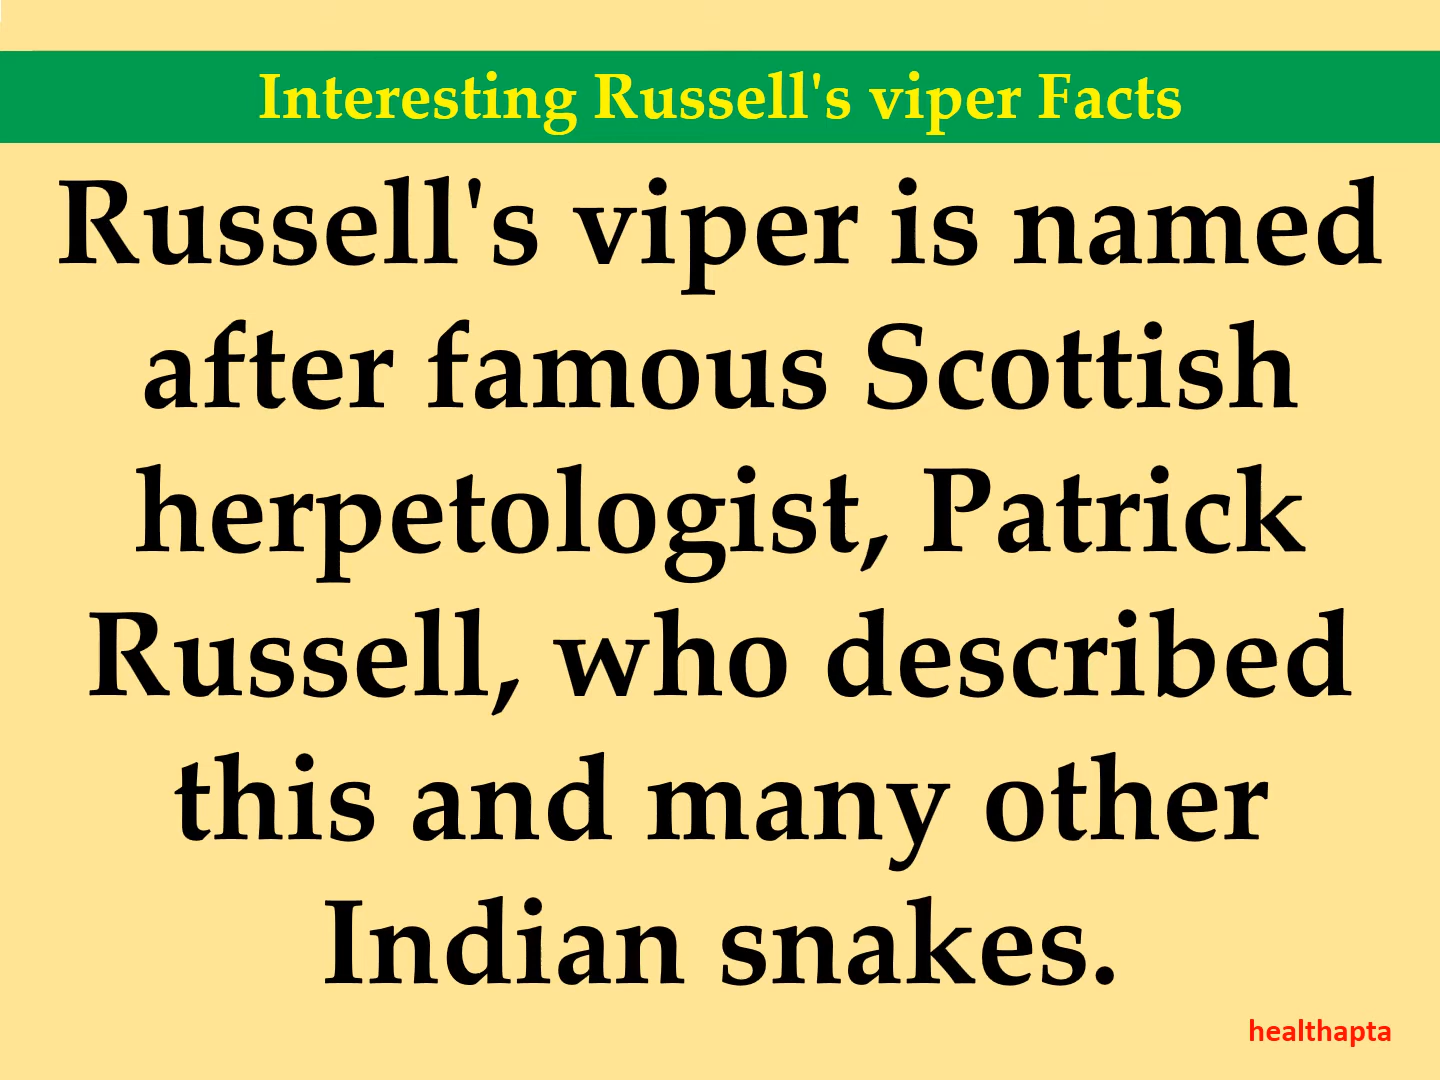 Interesting Russell's viper Facts
Russell's viper is named
after famous Scottish
herpetologist, Patrick
Russell, who described
this and many other
Indian snakes.
healthapta